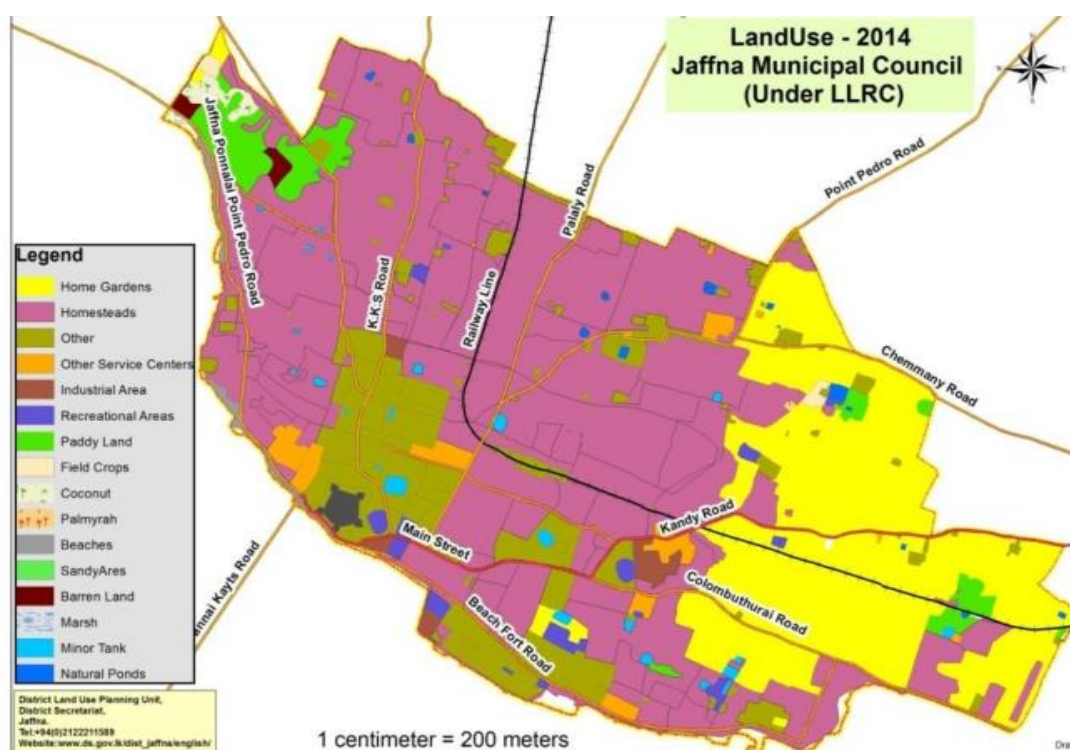 LandUse - 2014
Jaffna Municipal Council
(Under LLRC)
Point Pedro Road
Palaly Road
Jaffna Ponnalai Point Pedro Road
K.K.S Road
Railway Line
Chemmany Road
Kandy Road
Main Street
Colombuthurai Road
Beach Fort Road
annai Kayts Road
Legend
Home Gardens
Homesteads
Other
Other Service Centers
Industrial Area
Recreational Areas
Paddy Land
Field Crops
Coconut
Palmyrah
Beaches
SandyAres
Barren Land
Marsh
Minor Tank
Natural Ponds
District Land Use Planning Unit,
District Secretariat,
Jaffna.
Tel:+94(0)2122211589
Website:www.ds.gov.lk/dist_jaffna/english/
1 centimeter = 200 meters